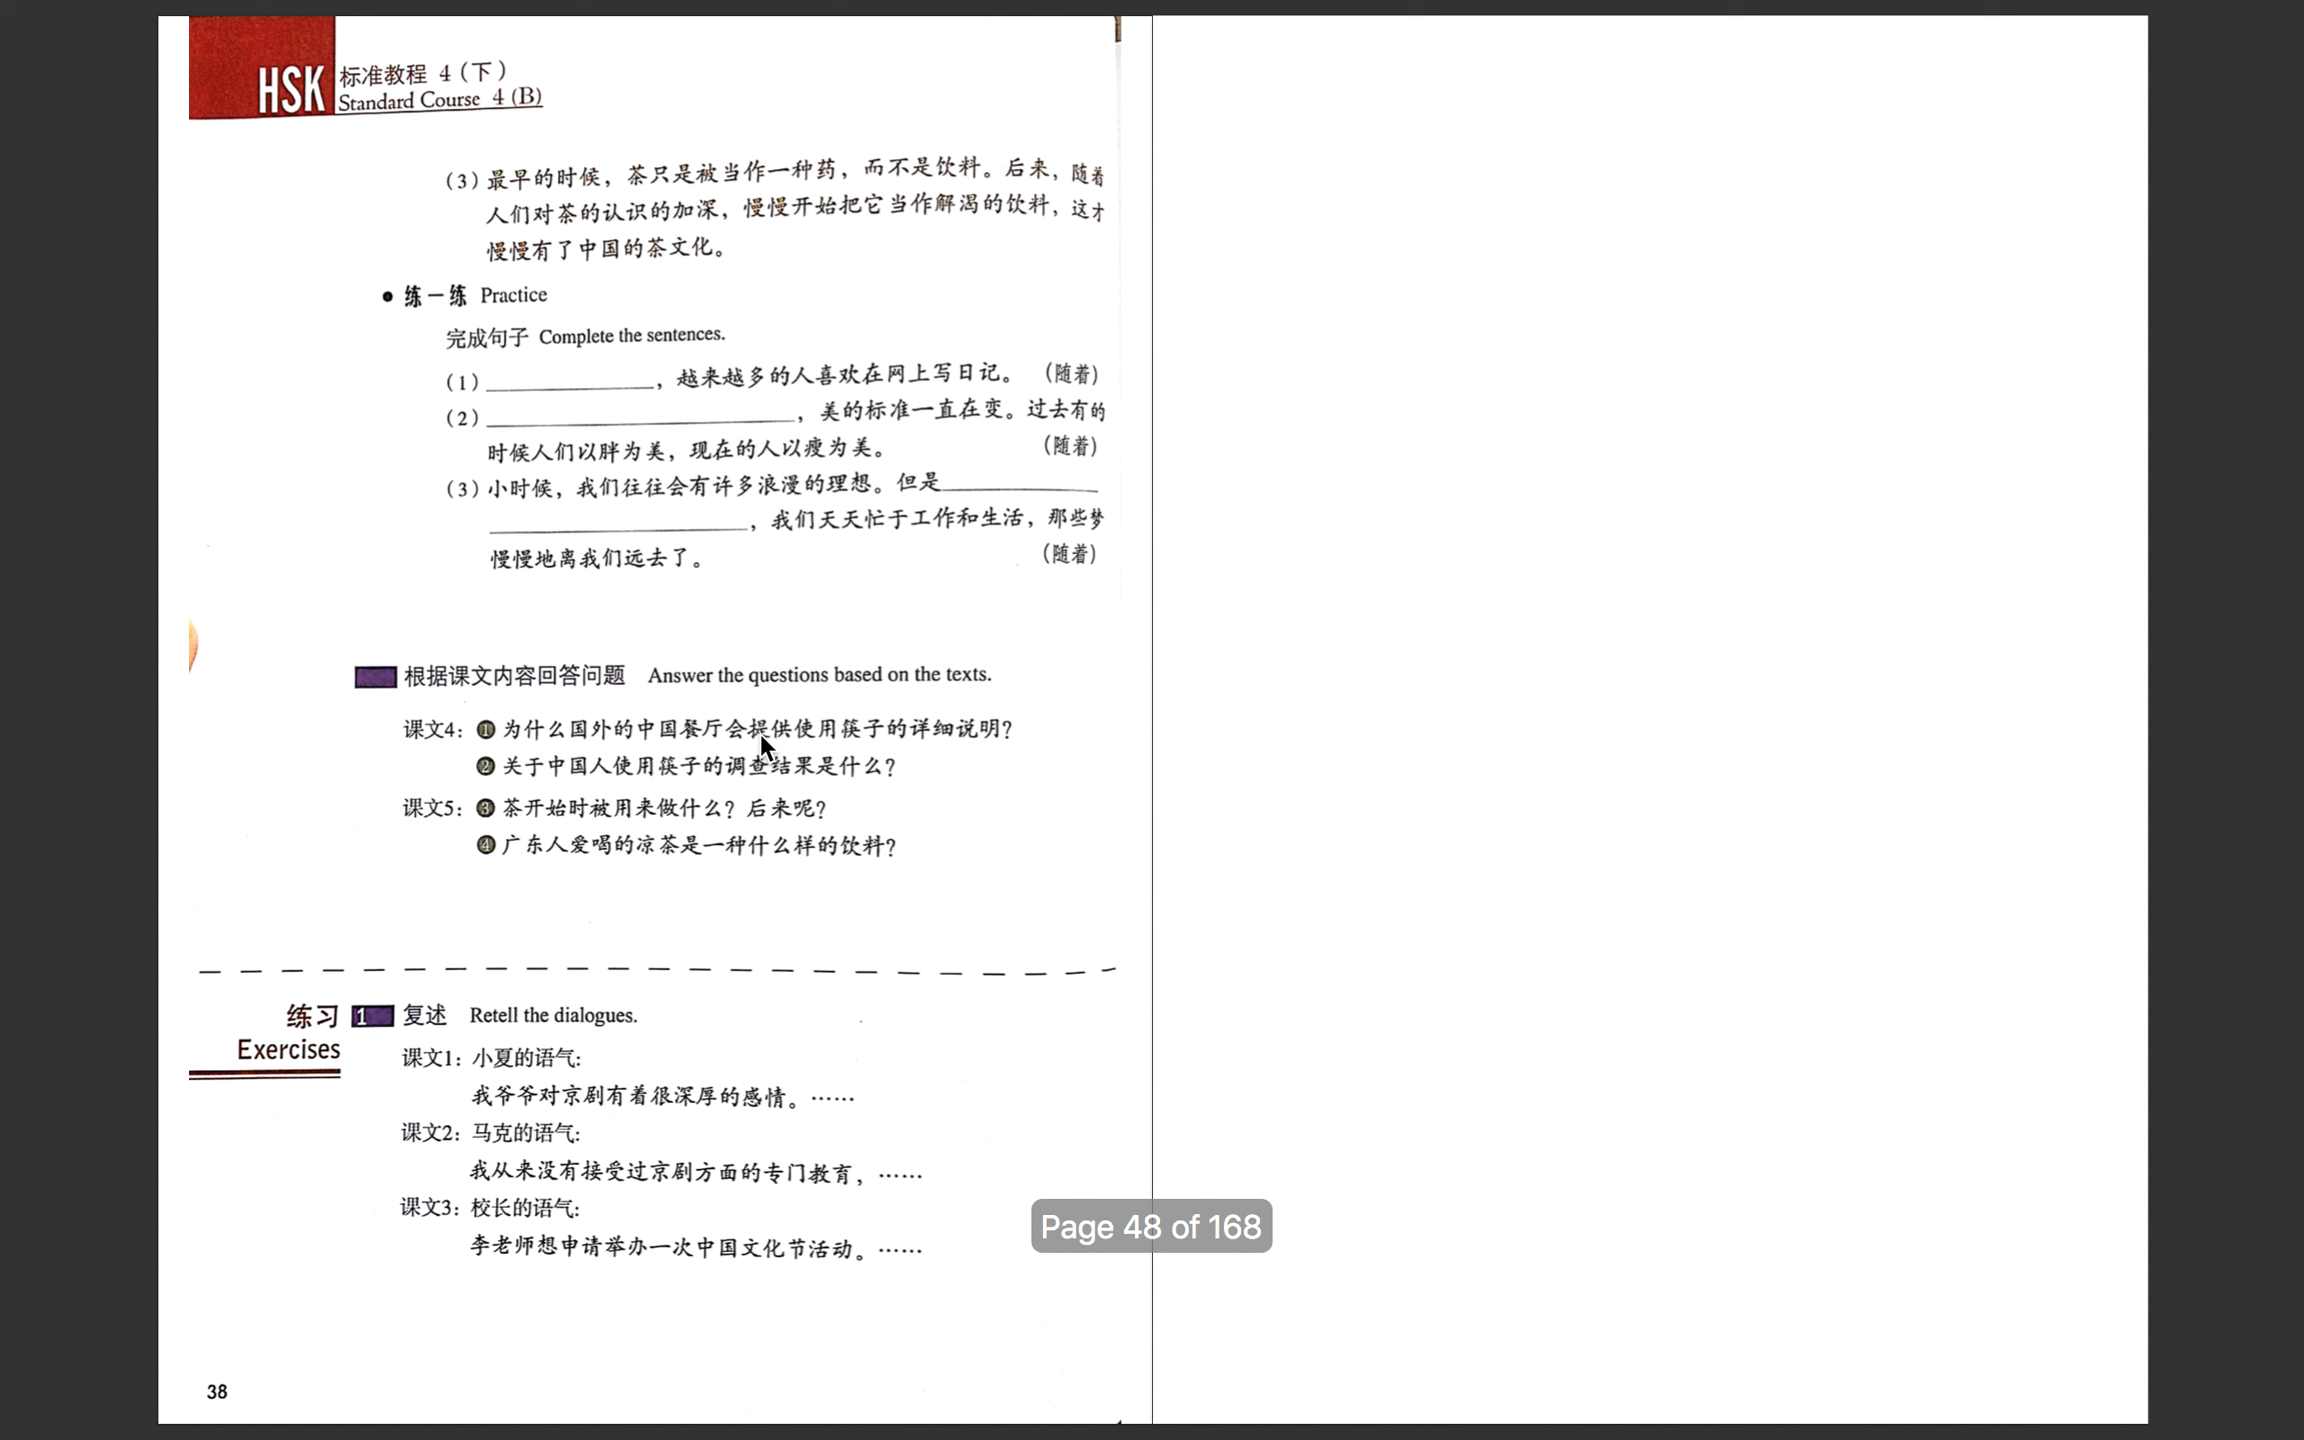 HSK 标准教程 4（下）
Standard Course 4 (B)
（3）最早的时候，茶只是被当作一种药，而不是饮料。后来，随着
人们对茶的认识的加深，慢慢开始把它当作解渴的饮料，这才
慢慢有了中国的茶文化。
● 练一练 Practice
完成句子 Complete the sentences.
（1）______________，越来越多的人喜欢在网上写日记。（随着）
（2）__________________________，美的标准一直在变。过去有的
时候人们以胖为美，现在的人以瘦为美。（随着）
（3）小时候，我们往往会有许多浪漫的理想。但是_____________
______________________，我们天天忙于工作和生活，那些梦
慢慢地离我们远去了。（随着）
根据课文内容回答问题 Answer the questions based on the texts.
课文4：❶ 为什么国外的中国餐厅会提供使用筷子的详细说明？
❷ 关于中国人使用筷子的调查结果是什么？
课文5：❸ 茶开始时被用来做什么？后来呢？
❹ 广东人爱喝的凉茶是一种什么样的饮料？
练习 1 复述 Retell the dialogues.
Exercises
课文1：小夏的语气：
我爷爷对京剧有着很深厚的感情。……
课文2：马克的语气：
我从来没有接受过京剧方面的专门教育，……
课文3：校长的语气：
李老师想申请举办一次中国文化节活动。……
Page 48 of 168
38